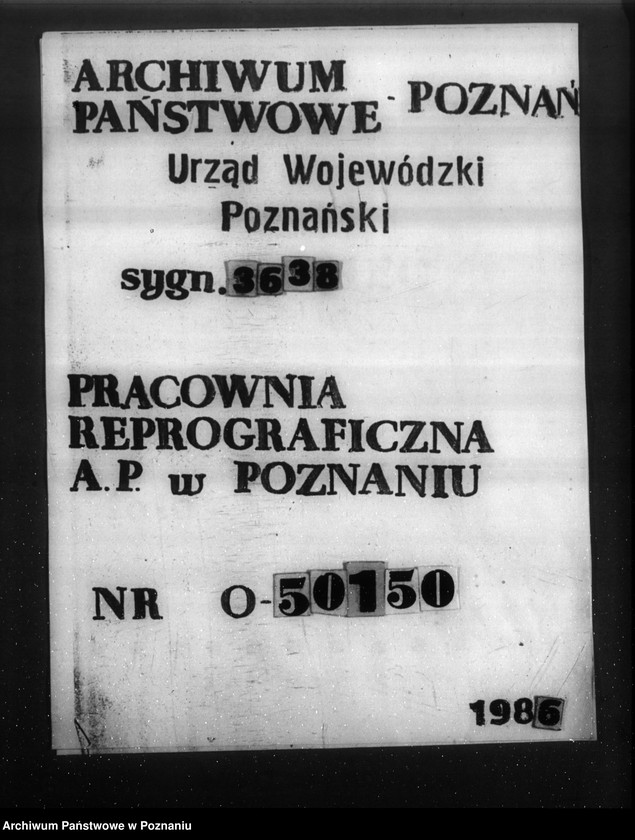 ARCHIWUM
PAŃSTWOWE - POZNAŃ
Urząd Wojewódzki
Poznański
sygn. 3638
PRACOWNIA
REPROGRAFICZNA
A.P. w POZNANIU
NR O-50150
1986
Archiwum Państwowe w Poznaniu